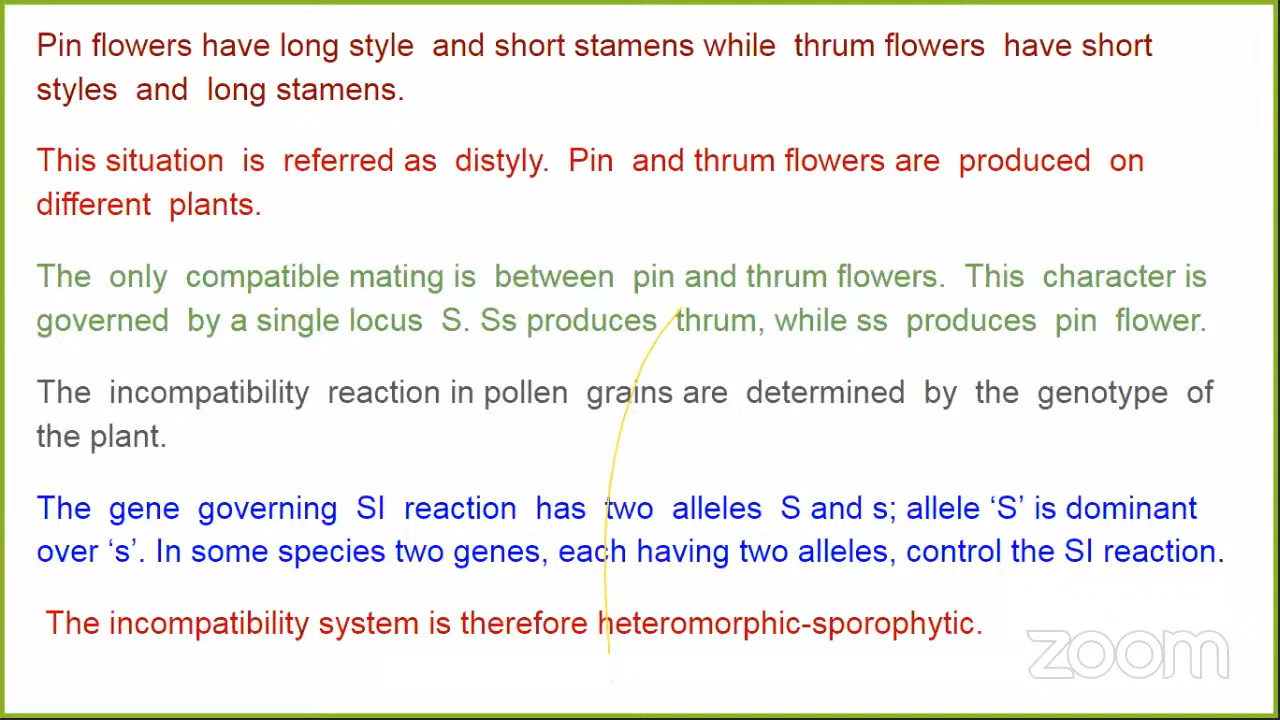 Pin flowers have long style and short stamens while thrum flowers have short
styles and long stamens.
This situation is referred as distyly. Pin and thrum flowers are produced on
different plants.
The only compatible mating is between pin and thrum flowers. This character is
governed by a single locus S. Ss produces thrum, while ss produces pin flower.
The incompatibility reaction in pollen grains are determined by the genotype of
the plant.
The gene governing SI reaction has two alleles S and s; allele ‘S’ is dominant
over ‘s’. In some species two genes, each having two alleles, control the SI reaction.
The incompatibility system is therefore heteromorphic-sporophytic.
zoom